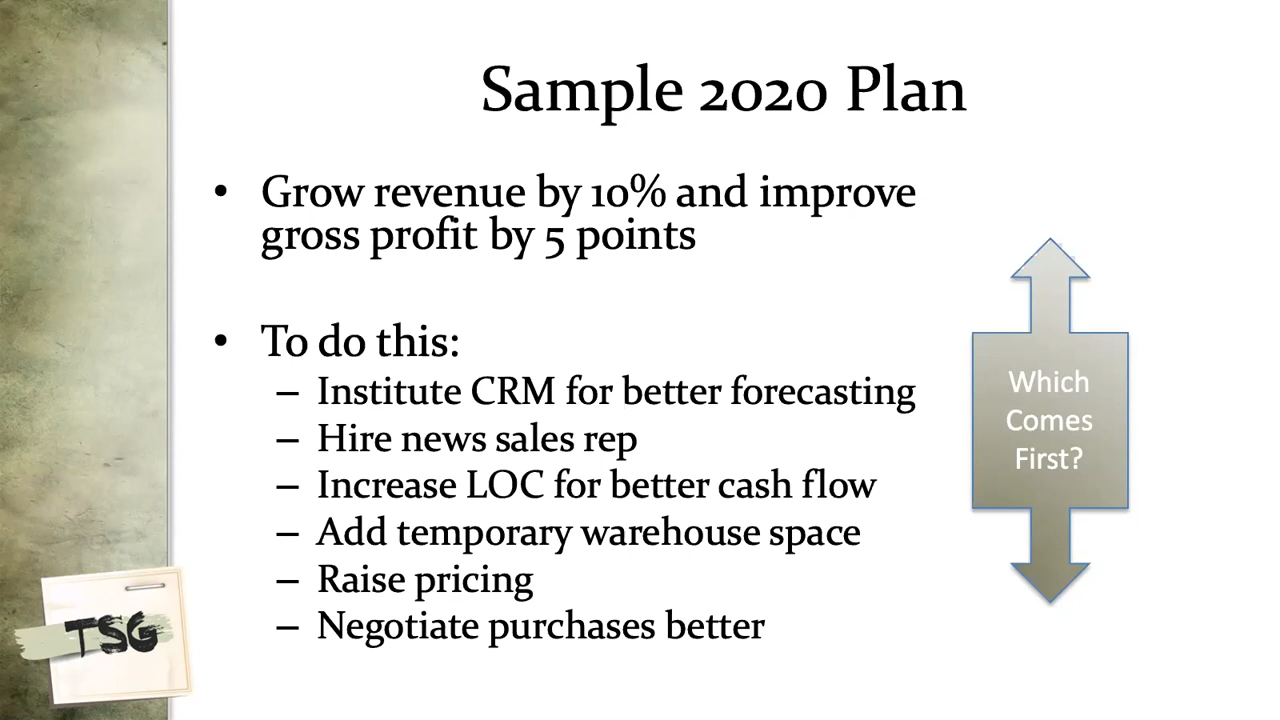 Sample 2020 Plan
• Grow revenue by 10% and improve
gross profit by 5 points
• To do this:
– Institute CRM for better forecasting
– Hire news sales rep
– Increase LOC for better cash flow
– Add temporary warehouse space
– Raise pricing
– Negotiate purchases better
Which
Comes
First?
TSG